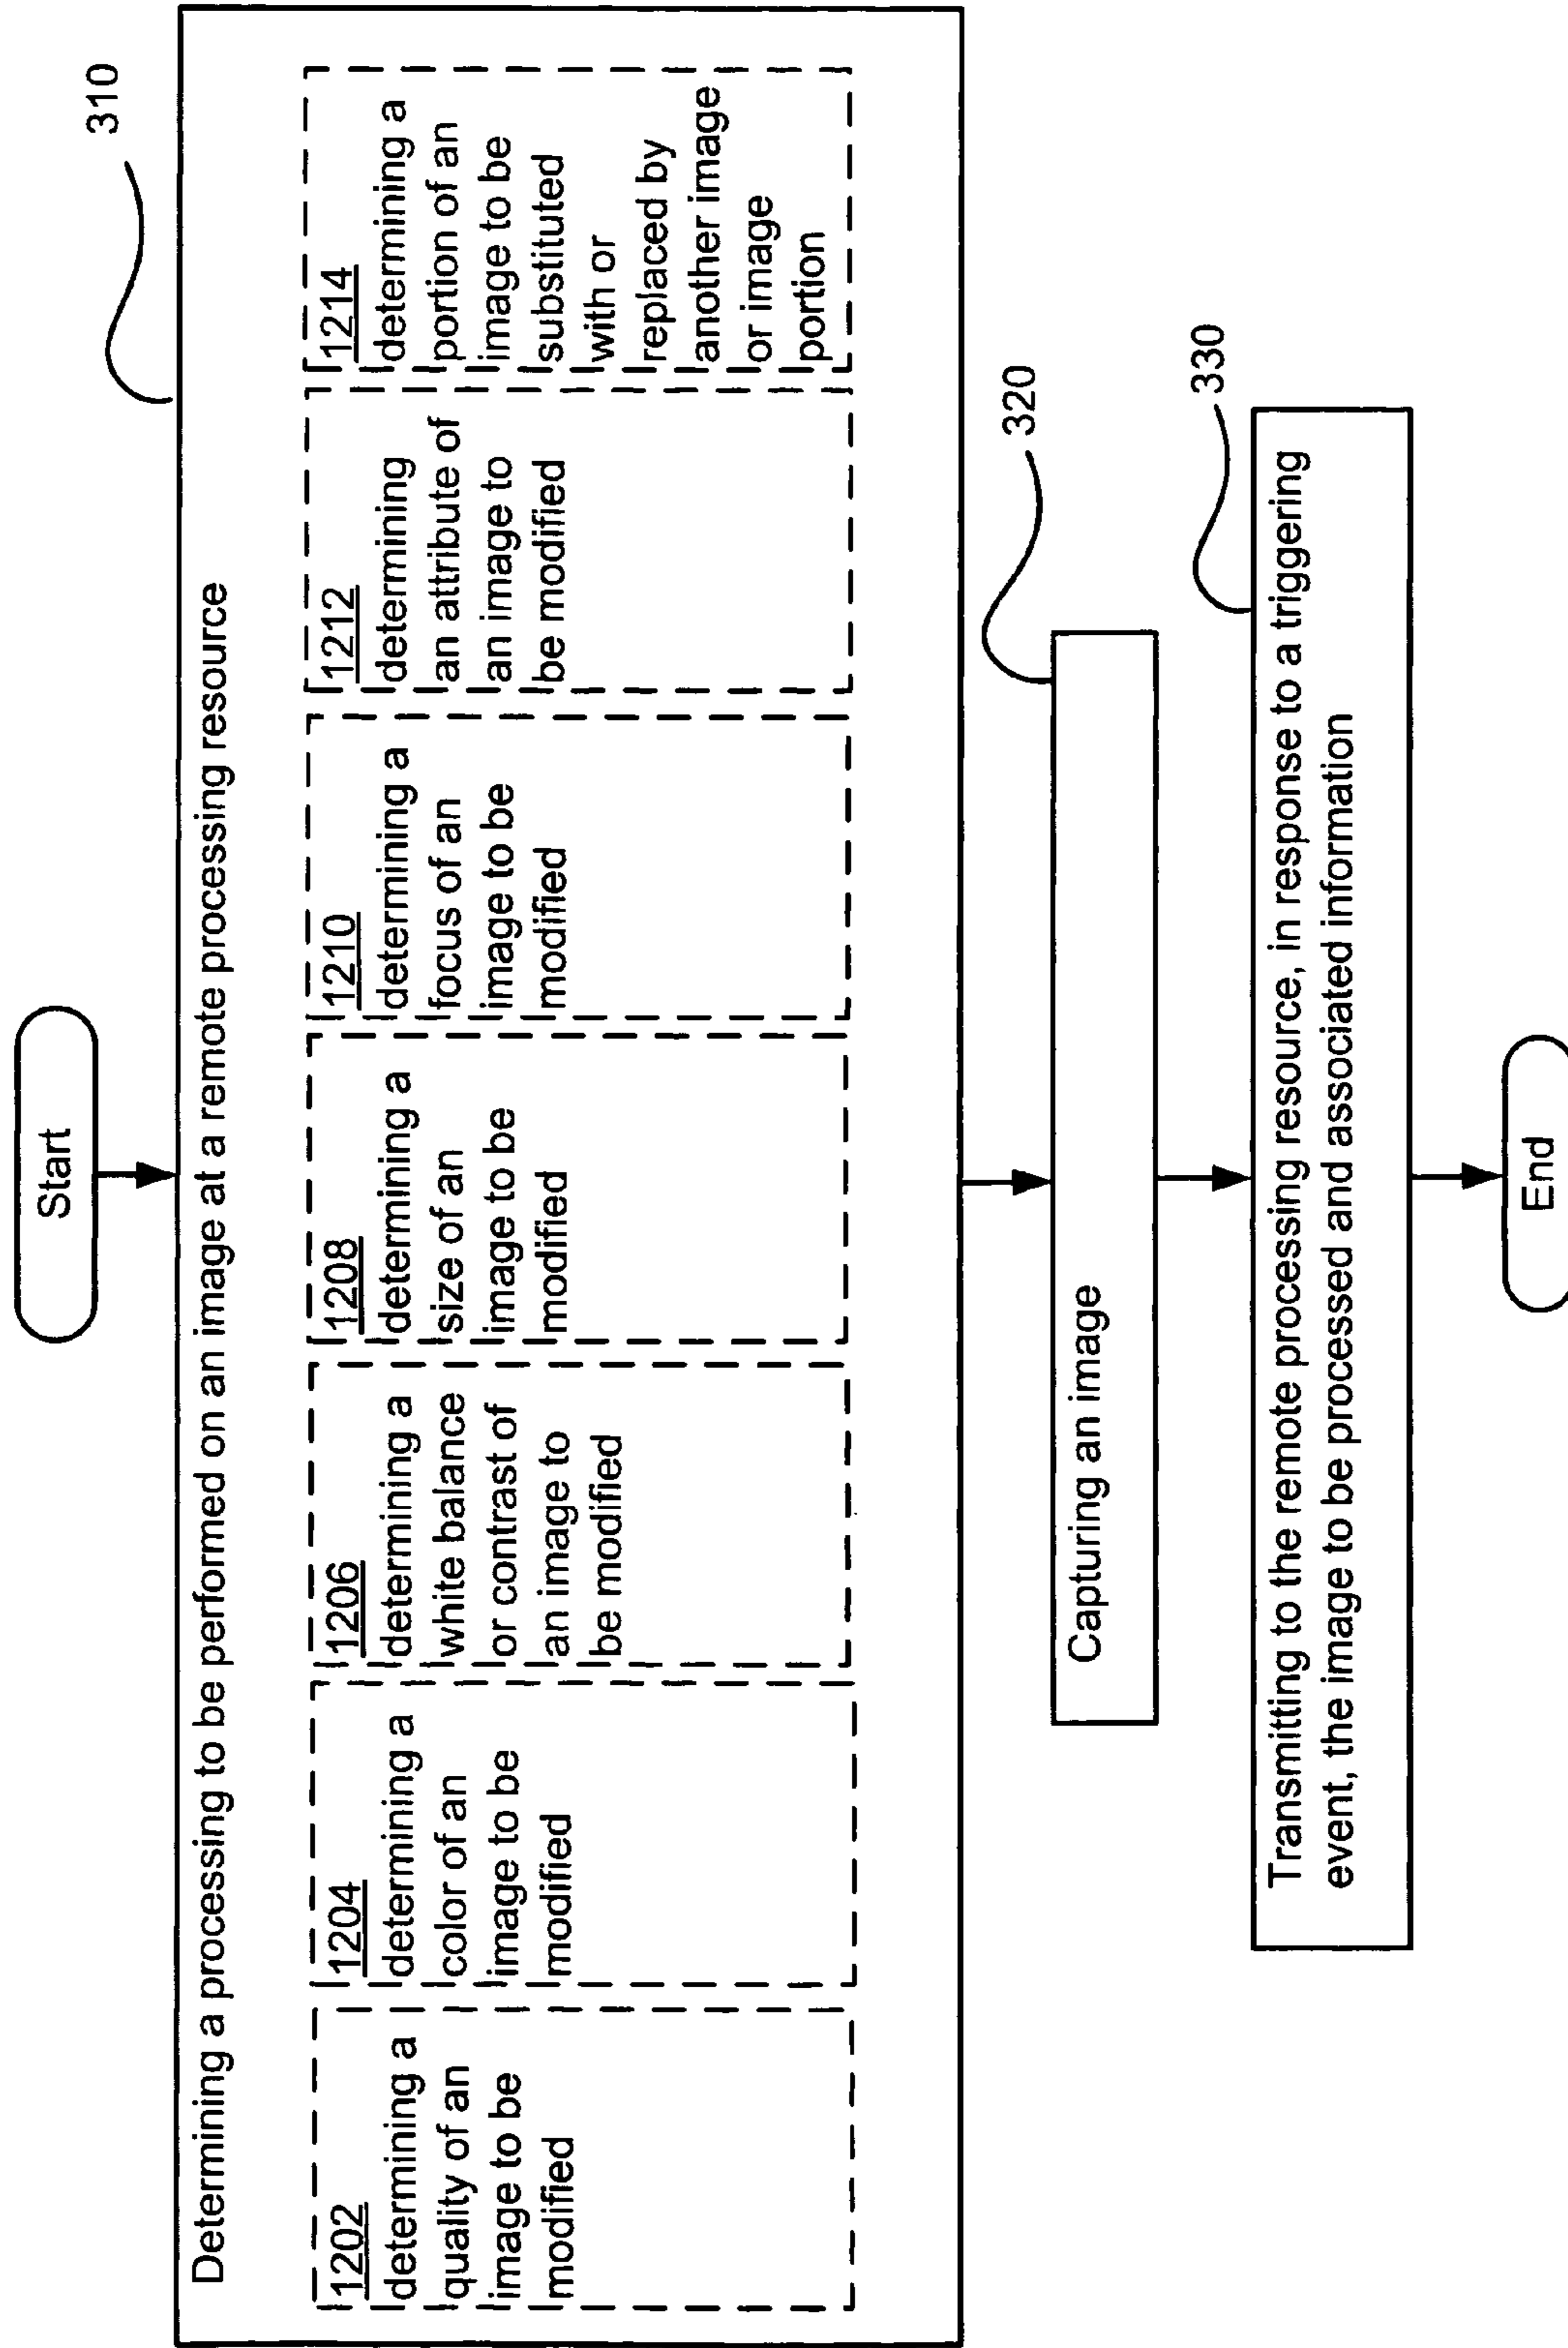 Start
310
Determining a processing to be performed on an image at a remote processing resource
1202
determining a
quality of an
image to be
modified
1204
determining a
color of an
image to be
modified
1206
determining a
white balance
or contrast of
an image to
be modified
1208
determining a
size of an
image to be
modified
1210
determining a
focus of an
image to be
modified
1212
determining
an attribute of
an image to
be modified
1214
determining a
portion of an
image to be
substituted
with or
replaced by
another image
or image
portion
320
Capturing an image
330
Transmitting to the remote processing resource, in response to a triggering
event, the image to be processed and associated information
End